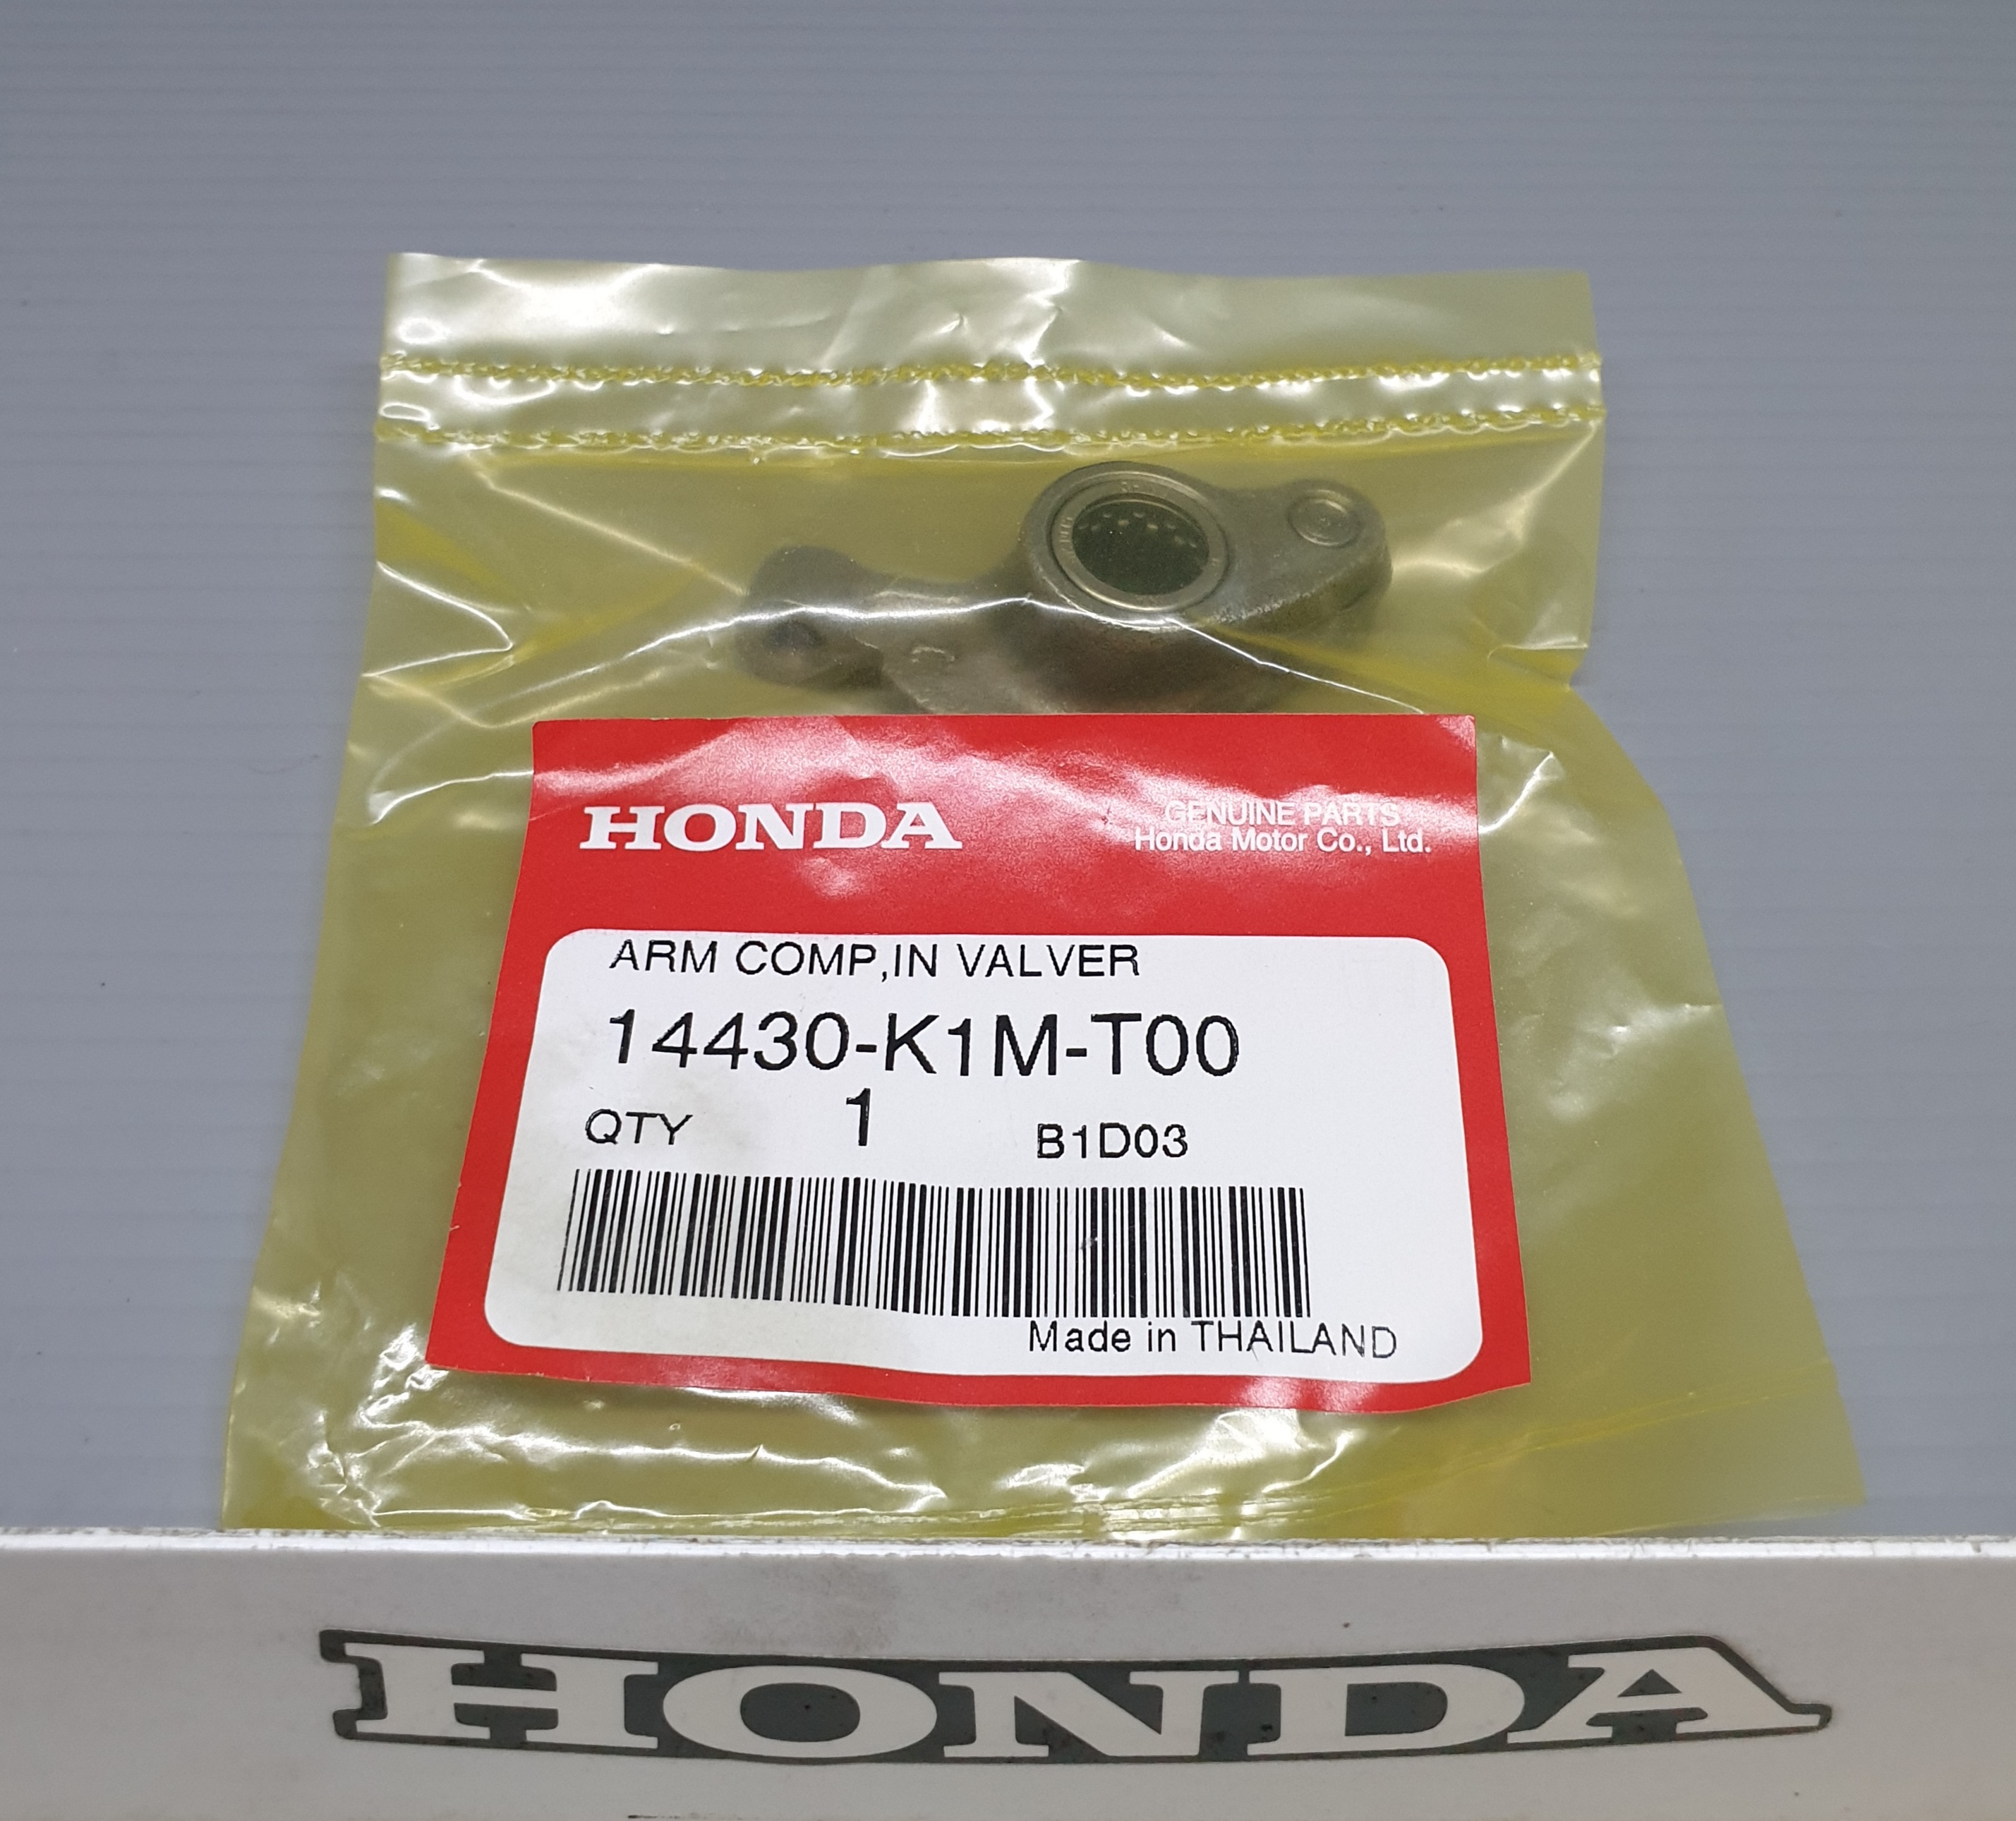 HONDA
GENUINE PARTS
Honda Motor Co., Ltd.
ARM COMP,IN VALVER
14430-K1M-T00
QTY 1 B1D03
Made in THAILAND
HONDA